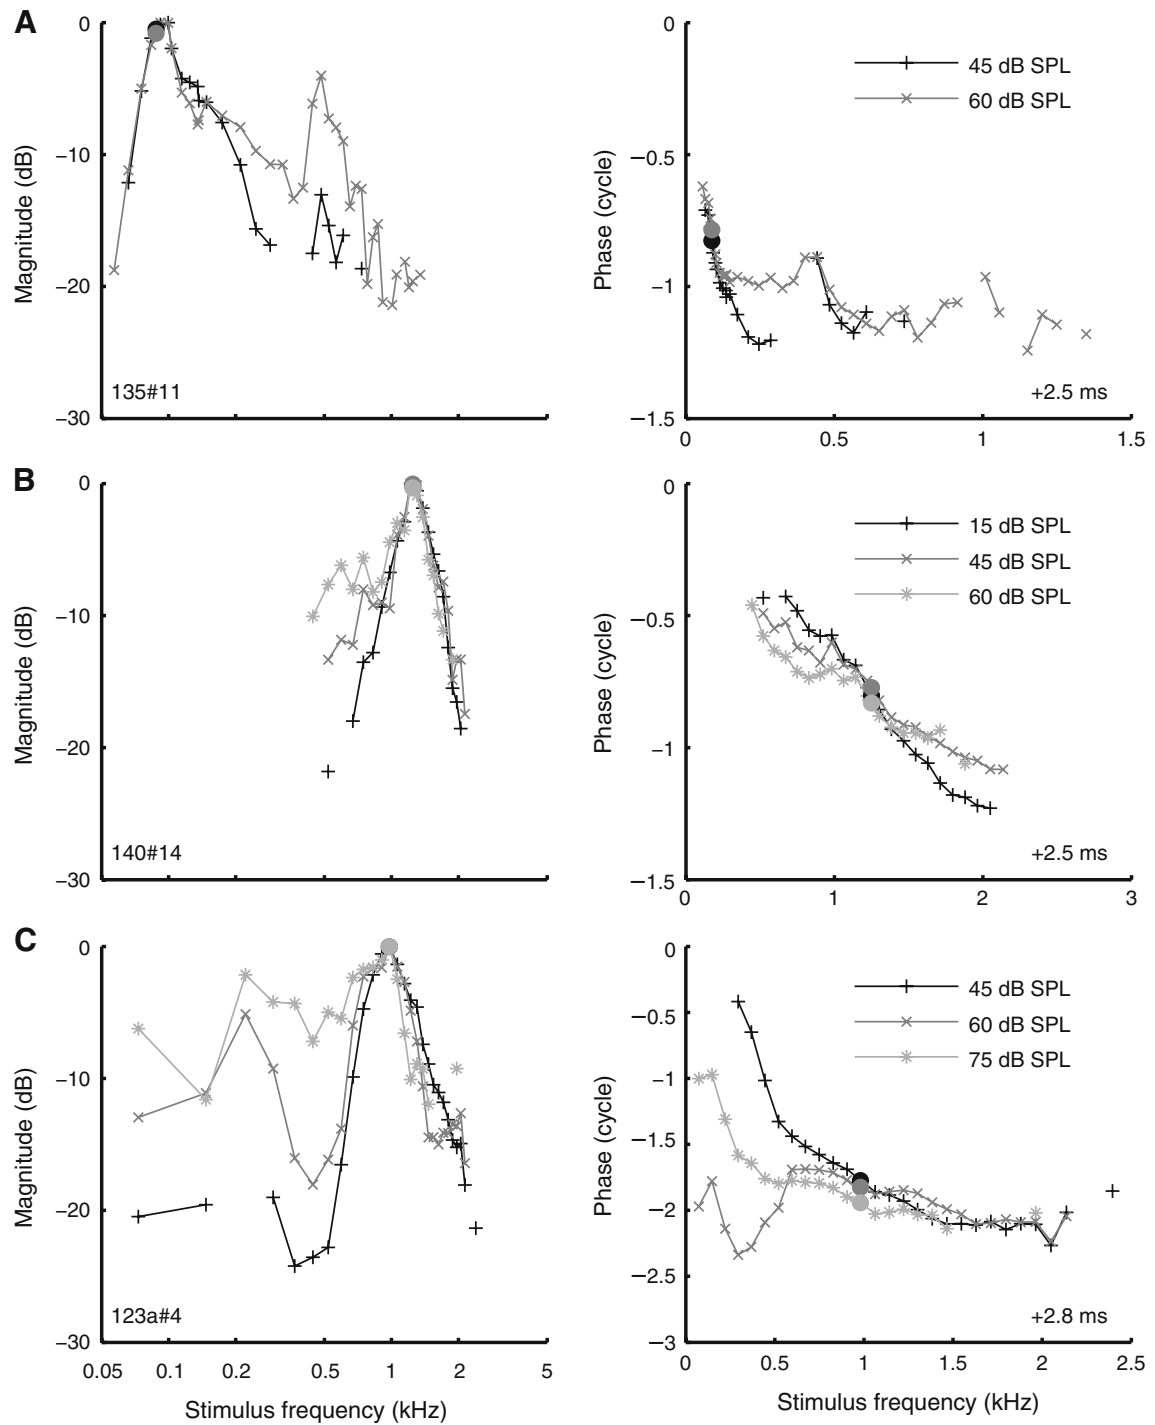 A
0
−10
−20
−30
Magnitude (dB)
135#11
0
−0.5
−1
−1.5
Phase (cycle)
45 dB SPL
60 dB SPL
+2.5 ms
0
0.5
1
1.5
B
0
−10
−20
−30
Magnitude (dB)
140#14
0
−0.5
−1
−1.5
Phase (cycle)
15 dB SPL
45 dB SPL
60 dB SPL
+2.5 ms
0
1
2
3
C
0
−10
−20
−30
Magnitude (dB)
123a#4
0.05
0.1
0.2
0.5
1
2
5
Stimulus frequency (kHz)
0
−0.5
−1
−1.5
−2
−2.5
−3
Phase (cycle)
45 dB SPL
60 dB SPL
75 dB SPL
+2.8 ms
0
0.5
1
1.5
2
2.5
Stimulus frequency (kHz)